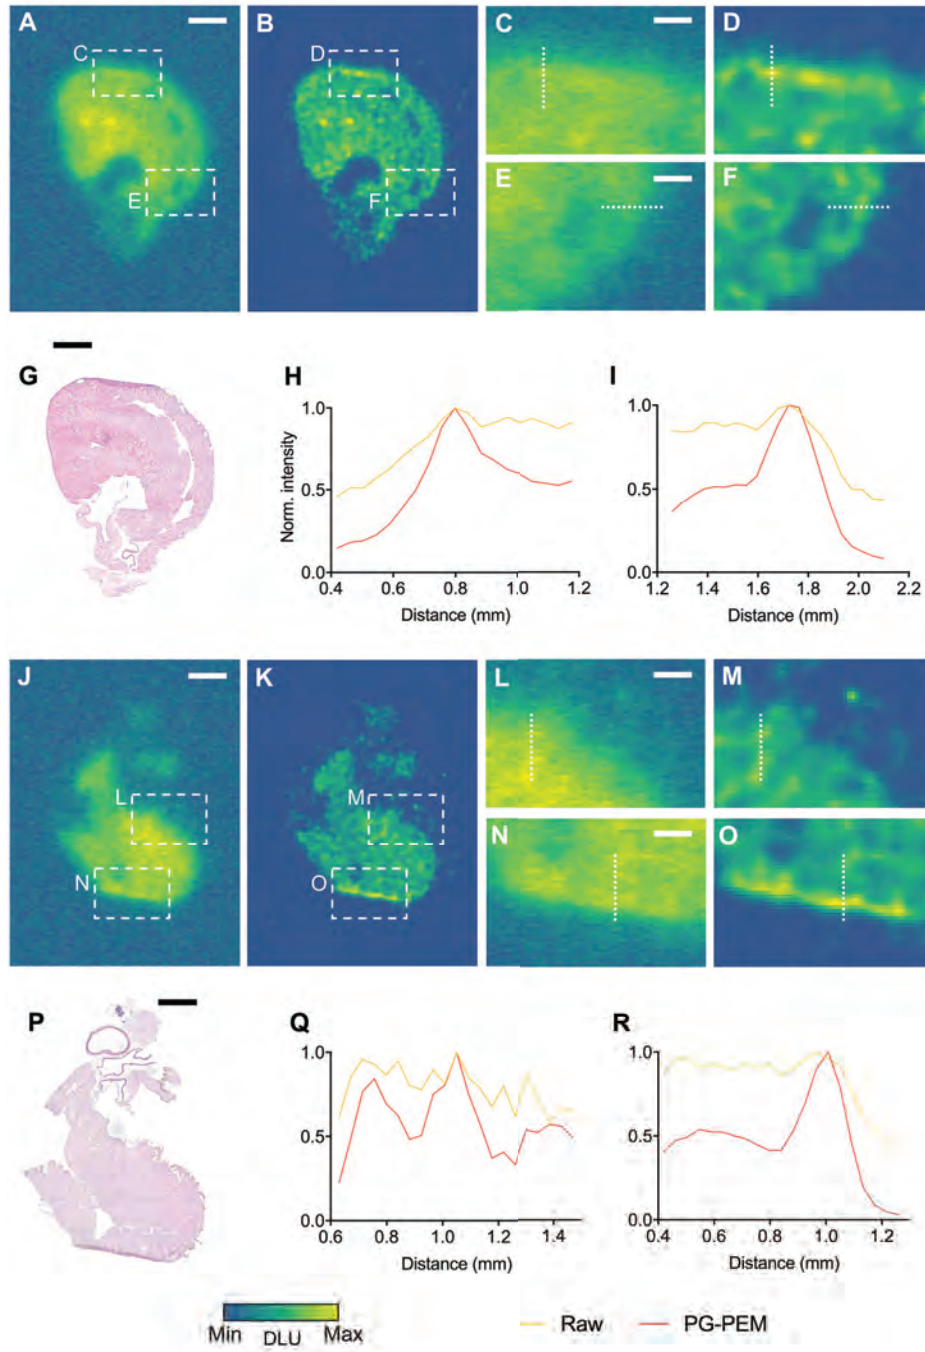 A B C D
C D
E F
E F
G H I
1.0 1.0
Norm. intensity
0.5 0.5
0.0 0.0
0.4 0.6 0.8 1.0 1.2 1.2 1.4 1.6 1.8 2.0 2.2
Distance (mm) Distance (mm)
J K L M
L M
N O
N O
P Q R
1.0 1.0
0.5 0.5
0.0 0.0
0.6 0.8 1.0 1.2 1.4 0.4 0.6 0.8 1.0 1.2
Distance (mm) Distance (mm)
Min DLU Max Raw PG-PEM